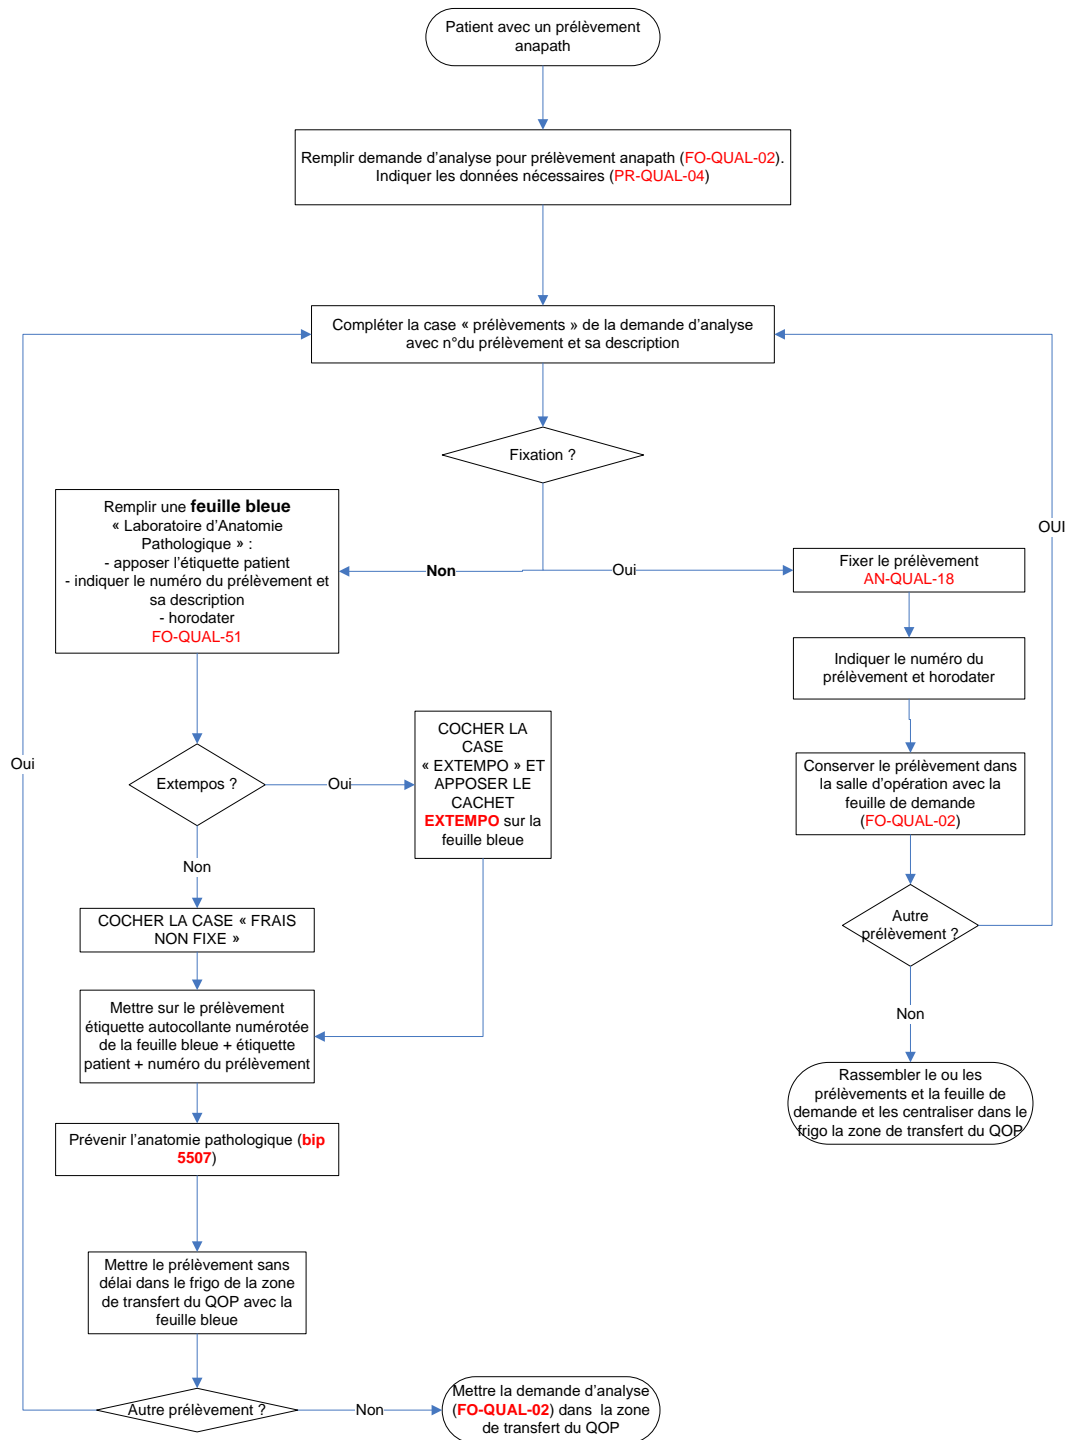 Patient avec un prélèvement
anapath
Remplir demande d'analyse pour prélèvement anapath (FO-QUAL-02).
Indiquer les données nécessaires (PR-QUAL-04)
Compléter la case « prélèvements » de la demande d'analyse
avec n°du prélèvement et sa description
Fixation ?
Remplir une feuille bleue
« Laboratoire d'Anatomie
Pathologique » :
- apposer l'étiquette patient
- indiquer le numéro du prélèvement et
sa description
- horodater
FO-QUAL-51
Non
Oui
Fixer le prélèvement
AN-QUAL-18
OUI
Indiquer le numéro du
prélèvement et horodater
Oui
Extempos ?
Oui
COCHER LA
CASE
« EXTEMPO » ET
APPOSER LE
CACHET
EXTEMPO sur la
feuille bleue
Conserver le prélèvement dans
la salle d'opération avec la
feuille de demande
(FO-QUAL-02)
Non
COCHER LA CASE « FRAIS
NON FIXE »
Autre
prélèvement ?
Mettre sur le prélèvement
étiquette autocollante numérotée
de la feuille bleue + étiquette
patient + numéro du prélèvement
Non
Rassembler le ou les
prélèvements et la feuille de
demande et les centraliser dans le
frigo la zone de transfert du QOP
Prévenir l'anatomie pathologique (bip
5507)
Mettre le prélèvement sans
délai dans le frigo de la zone
de transfert du QOP avec la
feuille bleue
Autre prélèvement ?
Non
Mettre la demande d'analyse
(FO-QUAL-02) dans la zone
de transfert du QOP